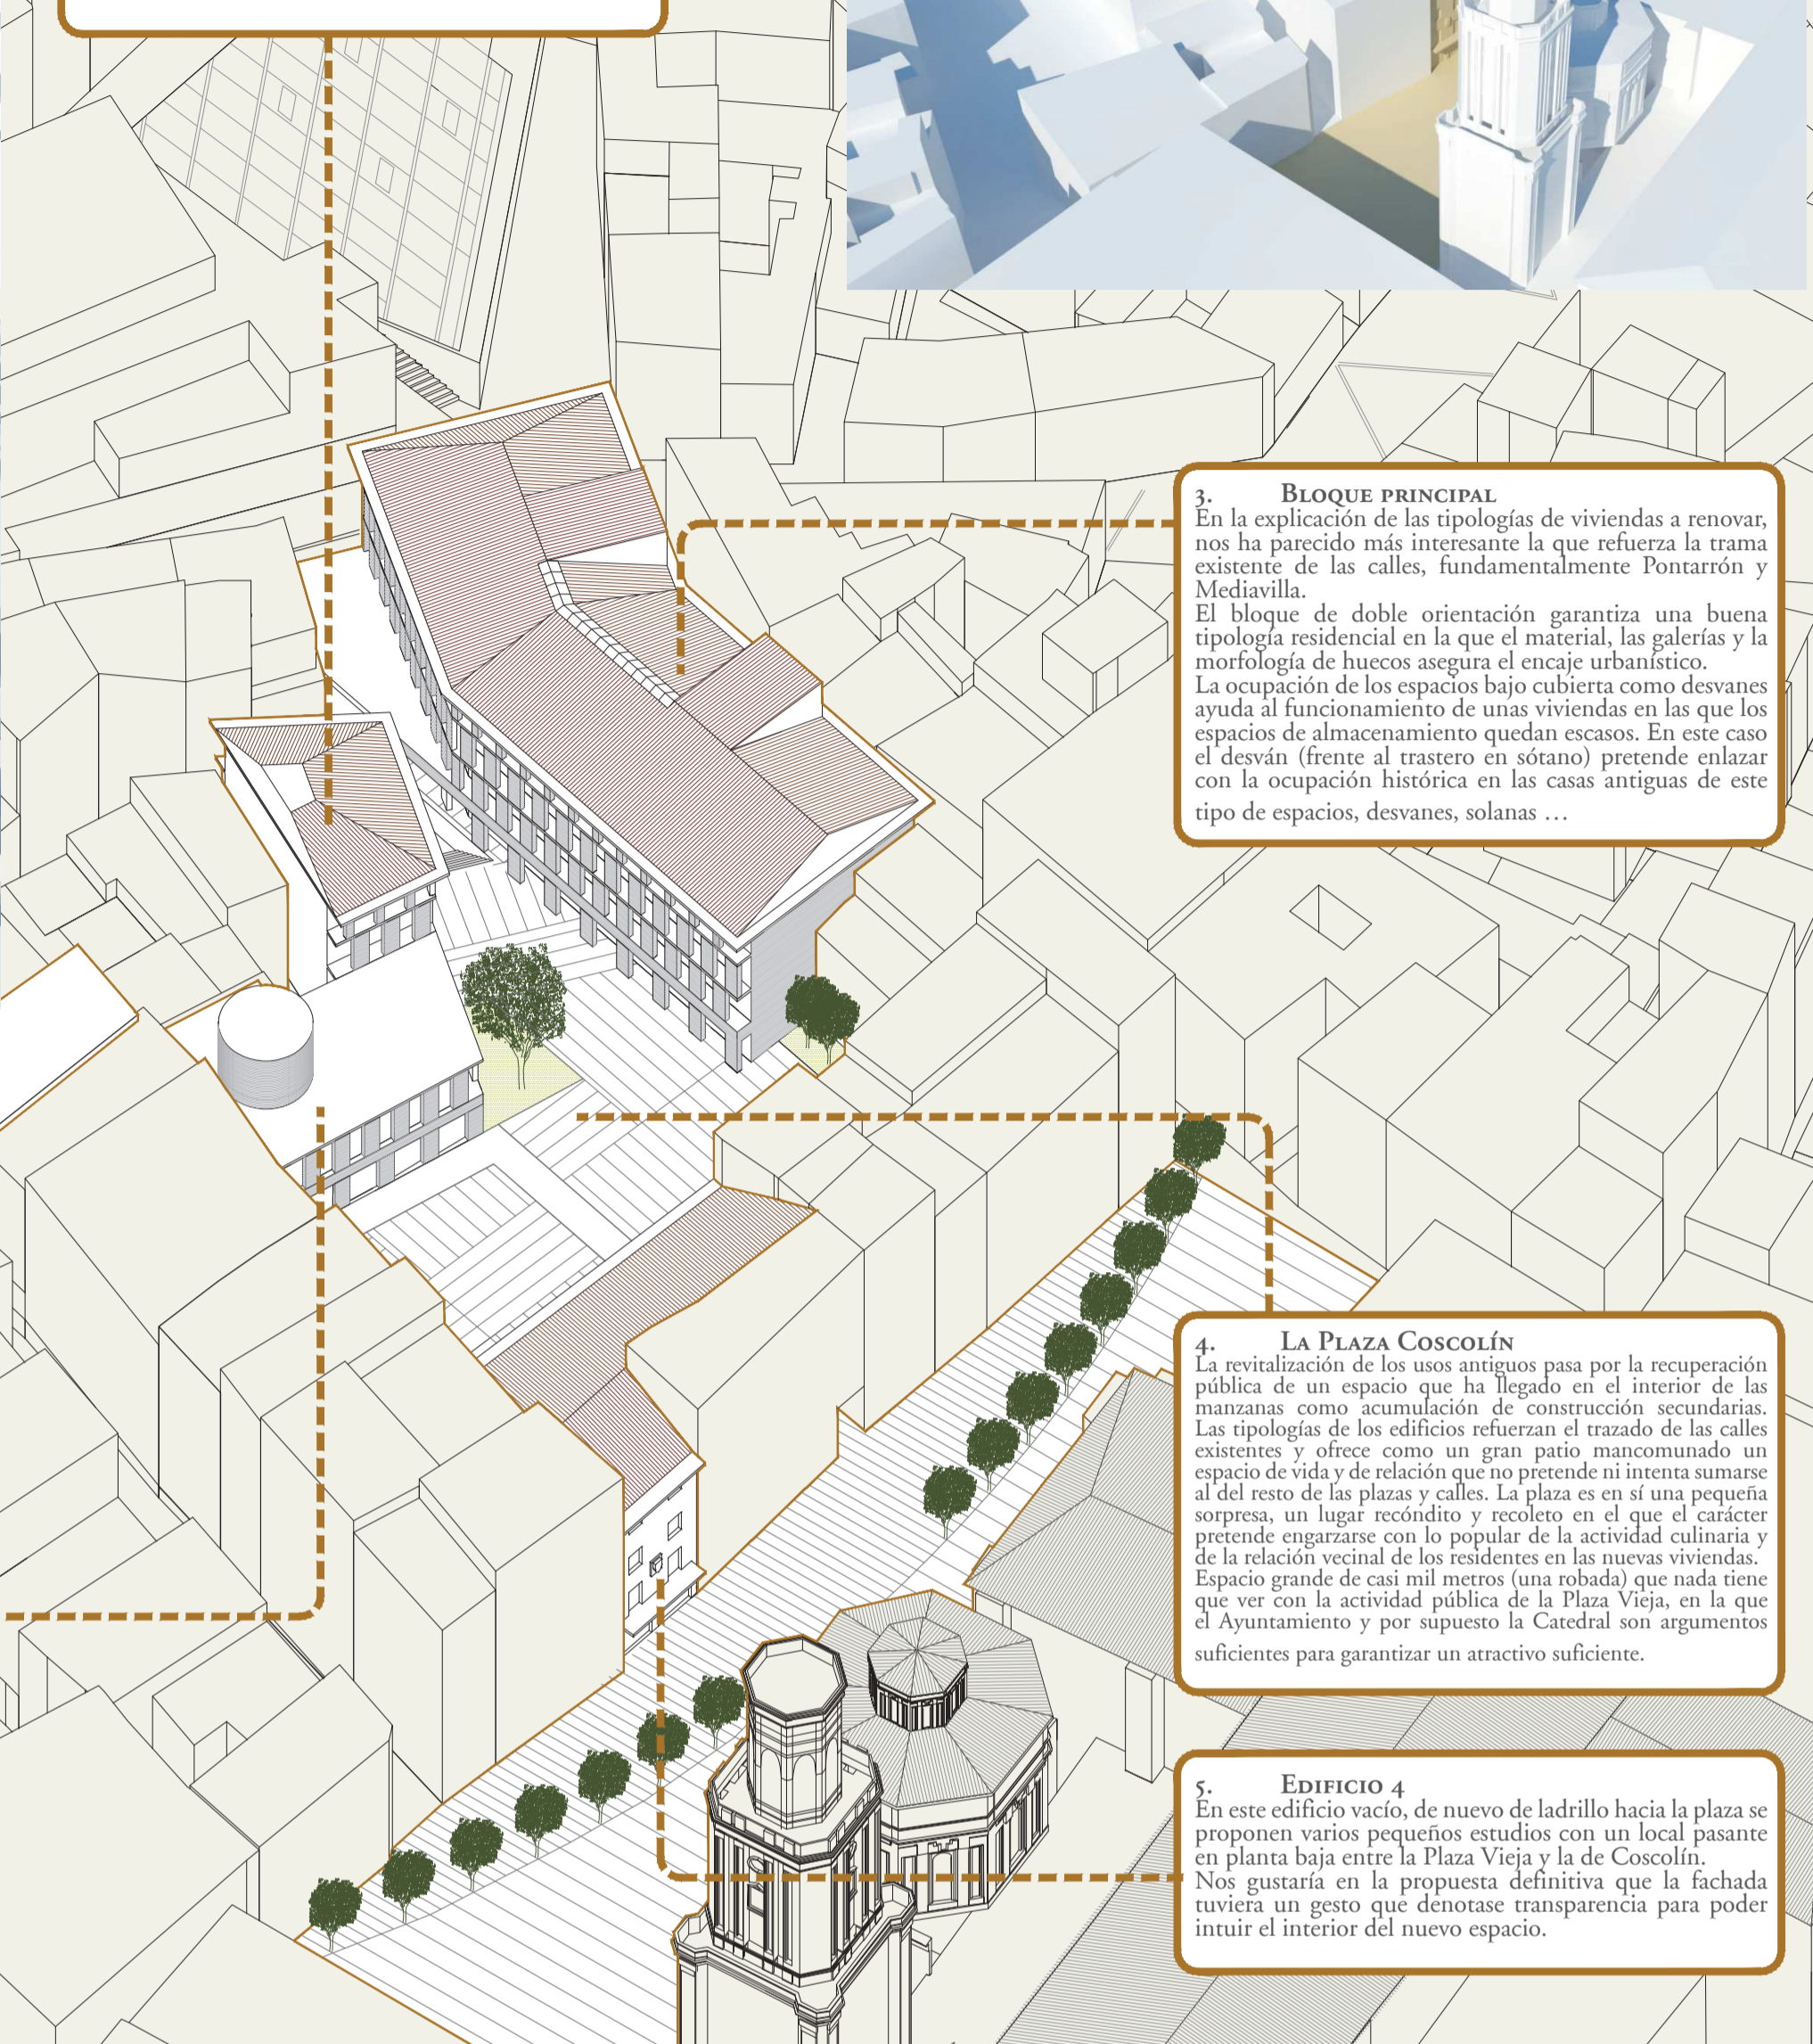 3. Bloque principal
En la explicación de las tipologías de viviendas a renovar,
nos ha parecido más interesante la que refuerza la trama
existente de las calles, fundamentalmente Pontarrón y
Mediavilla.
El bloque de doble orientación garantiza una buena
tipología residencial en la que el material, las galerías y la
morfología de huecos asegura el encaje urbanístico.
La ocupación de los espacios bajo cubierta como desvanes
ayuda al funcionamiento de unas viviendas en las que los
espacios de almacenamiento quedan escasos. En este caso
el desván (frente al trastero en sótano) pretende enlazar
con la ocupación histórica en las casas antiguas de este
tipo de espacios, desvanes, solanas …
4. La Plaza Coscolín
La revitalización de los usos antiguos pasa por la recuperación
pública de un espacio que ha llegado en el interior de las
manzanas como acumulación de construcción secundarias.
Las tipologías de los edificios refuerzan el trazado de las calles
existentes y ofrece como un gran patio mancomunado un
espacio de vida y de relación que no pretende ni intenta sumarse
al del resto de las plazas y calles. La plaza es en sí una pequeña
sorpresa, un lugar recóndito y recoleto en el que el carácter
pretende engarzarse con lo popular de la actividad culinaria y
de la relación vecinal de los residentes en las nuevas viviendas.
Espacio grande de casi mil metros (una robada) que nada tiene
que ver con la actividad pública de la Plaza Vieja, en la que
el Ayuntamiento y por supuesto la Catedral son argumentos
suficientes para garantizar un atractivo suficiente.
5. Edificio 4
En este edificio vacío, de nuevo de ladrillo hacia la plaza se
proponen varios pequeños estudios con un local pasante
en planta baja entre la Plaza Vieja y la de Coscolín.
Nos gustaría en la propuesta definitiva que la fachada
tuviera un gesto que denotase transparencia para poder
intuir el interior del nuevo espacio.